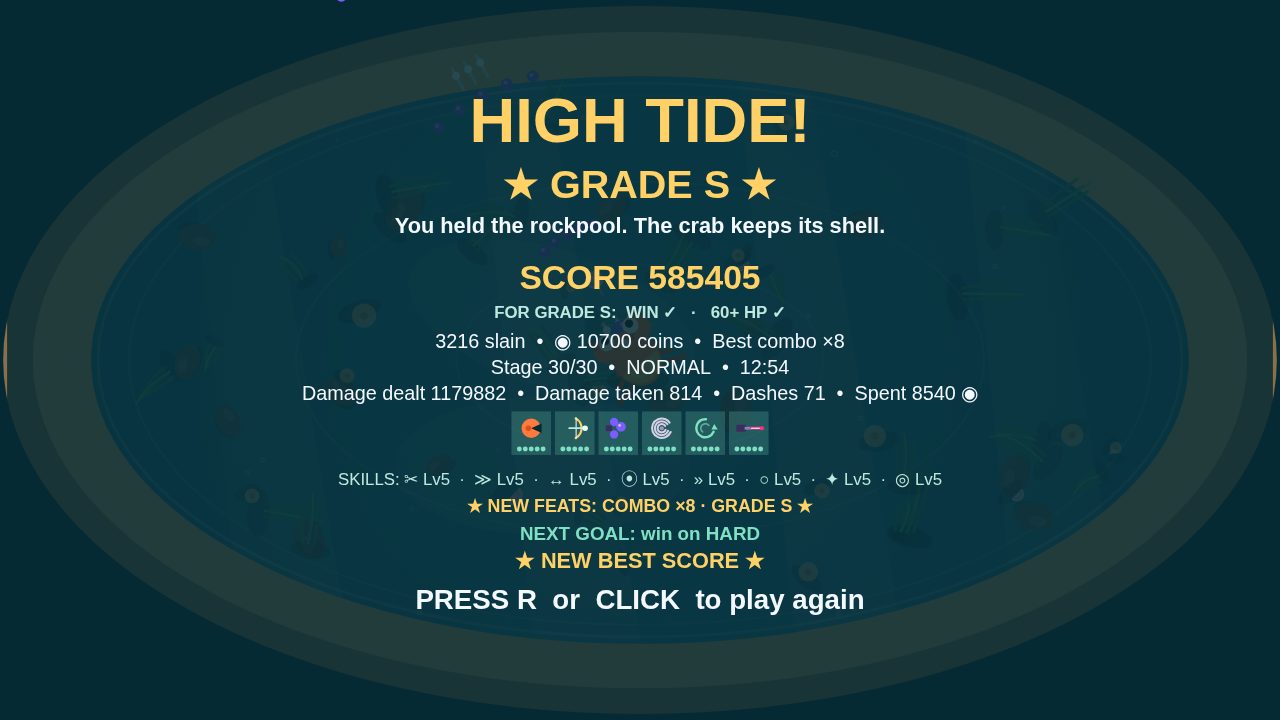 HIGH TIDE!
★ GRADE S ★
You held the rockpool. The crab keeps its shell.
SCORE 585405
FOR GRADE S: WIN ✓ · 60+ HP ✓
3216 slain • ◉ 10700 coins • Best combo ×8
Stage 30/30 • NORMAL • 12:54
Damage dealt 1179882 • Damage taken 814 • Dashes 71 • Spent 8540 ◉
SKILLS: ✂ Lv5 · ≫ Lv5 · ↔ Lv5 · ⦿ Lv5 · » Lv5 · ○ Lv5 · ✦ Lv5 · ◎ Lv5
★ NEW FEATS: COMBO ×8 · GRADE S ★
NEXT GOAL: win on HARD
★ NEW BEST SCORE ★
PRESS R or CLICK to play again